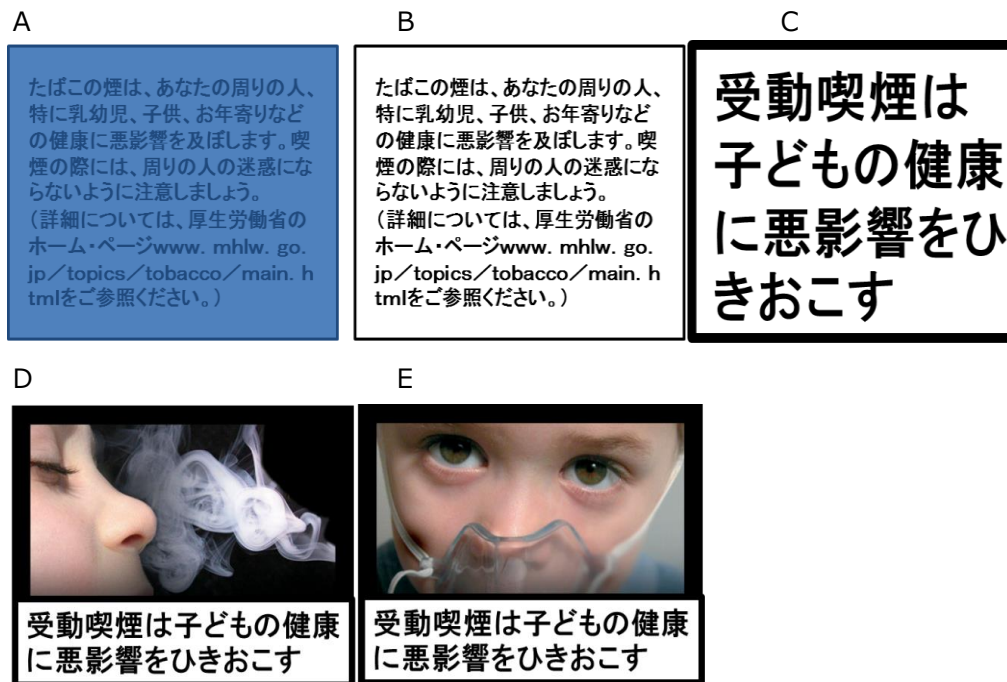 A
B
C
たばこの煙は、あなたの周りの人、
特に乳幼児、子供、お年寄りなど
の健康に悪影響を及ぼします。喫
煙の際には、周りの人の迷惑にな
らないように注意しましょう。
（詳細については、厚生労働省の
ホーム・ページwww. mhlw. go.
jp／topics／tobacco／main. h
tmlをご参照ください。）
たばこの煙は、あなたの周りの人、
特に乳幼児、子供、お年寄りなど
の健康に悪影響を及ぼします。喫
煙の際には、周りの人の迷惑にな
らないように注意しましょう。
（詳細については、厚生労働省の
ホーム・ページwww. mhlw. go.
jp／topics／tobacco／main. h
tmlをご参照ください。）
受動喫煙は
子どもの健康
に悪影響をひ
きおこす
D
E
受動喫煙は子どもの健康
に悪影響をひきおこす
受動喫煙は子どもの健康
に悪影響をひきおこす